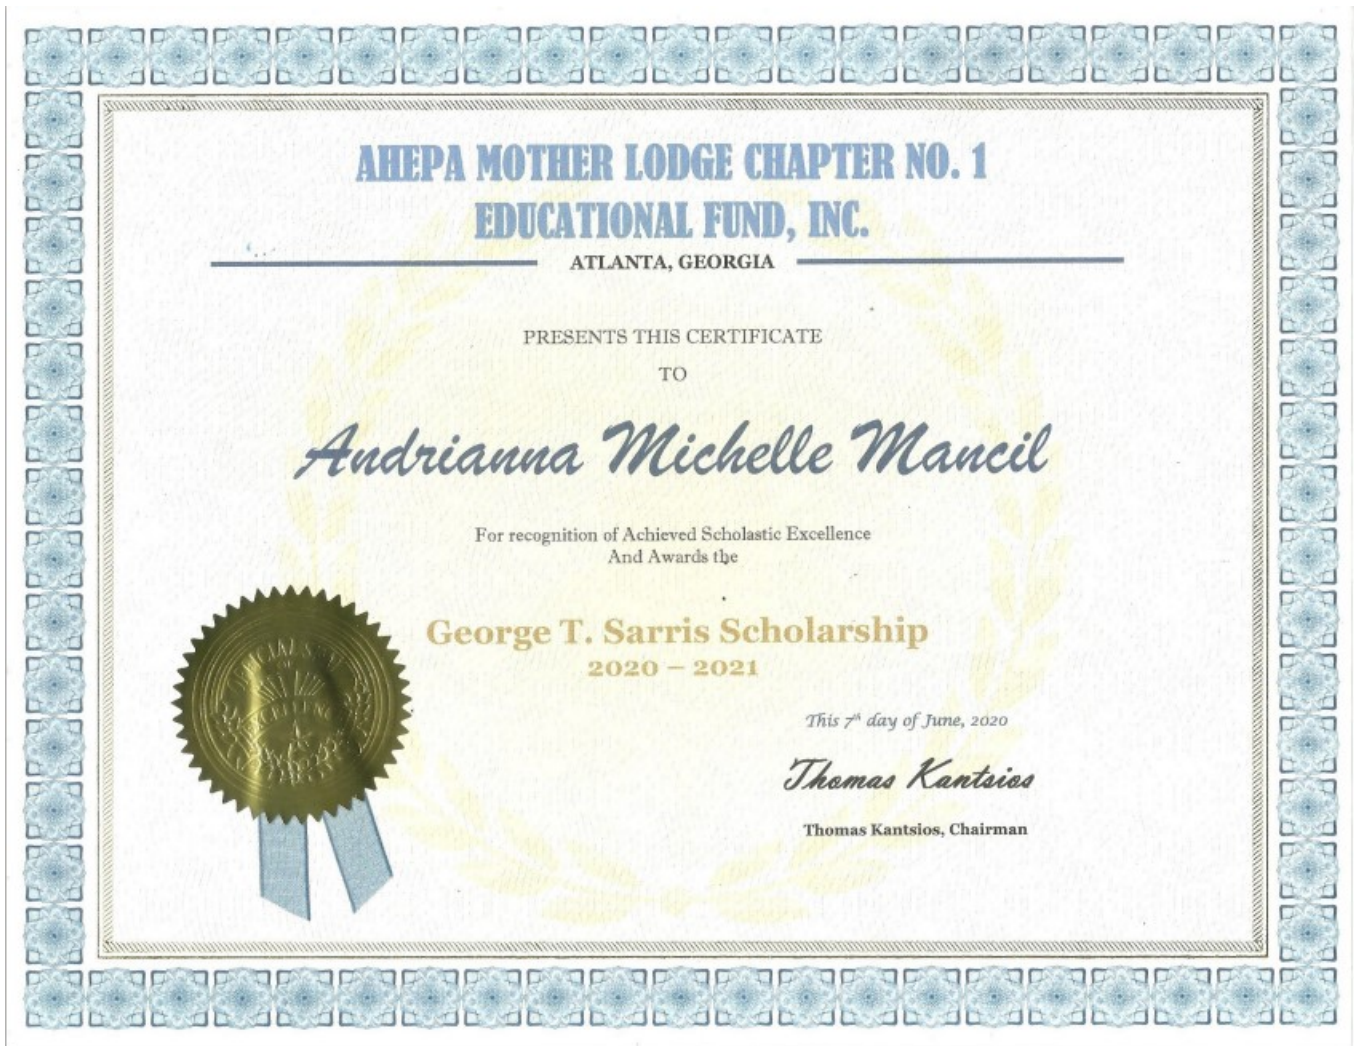 AHEPA MOTHER LODGE CHAPTER NO. 1
EDUCATIONAL FUND, INC.
ATLANTA, GEORGIA
PRESENTS THIS CERTIFICATE
TO
Andrianna Michelle Mancil
For recognition of Achieved Scholastic Excellence
And Awards the
George T. Sarris Scholarship
2020 – 2021
This 7th day of June, 2020
Thomas Kantsios
Thomas Kantsios, Chairman